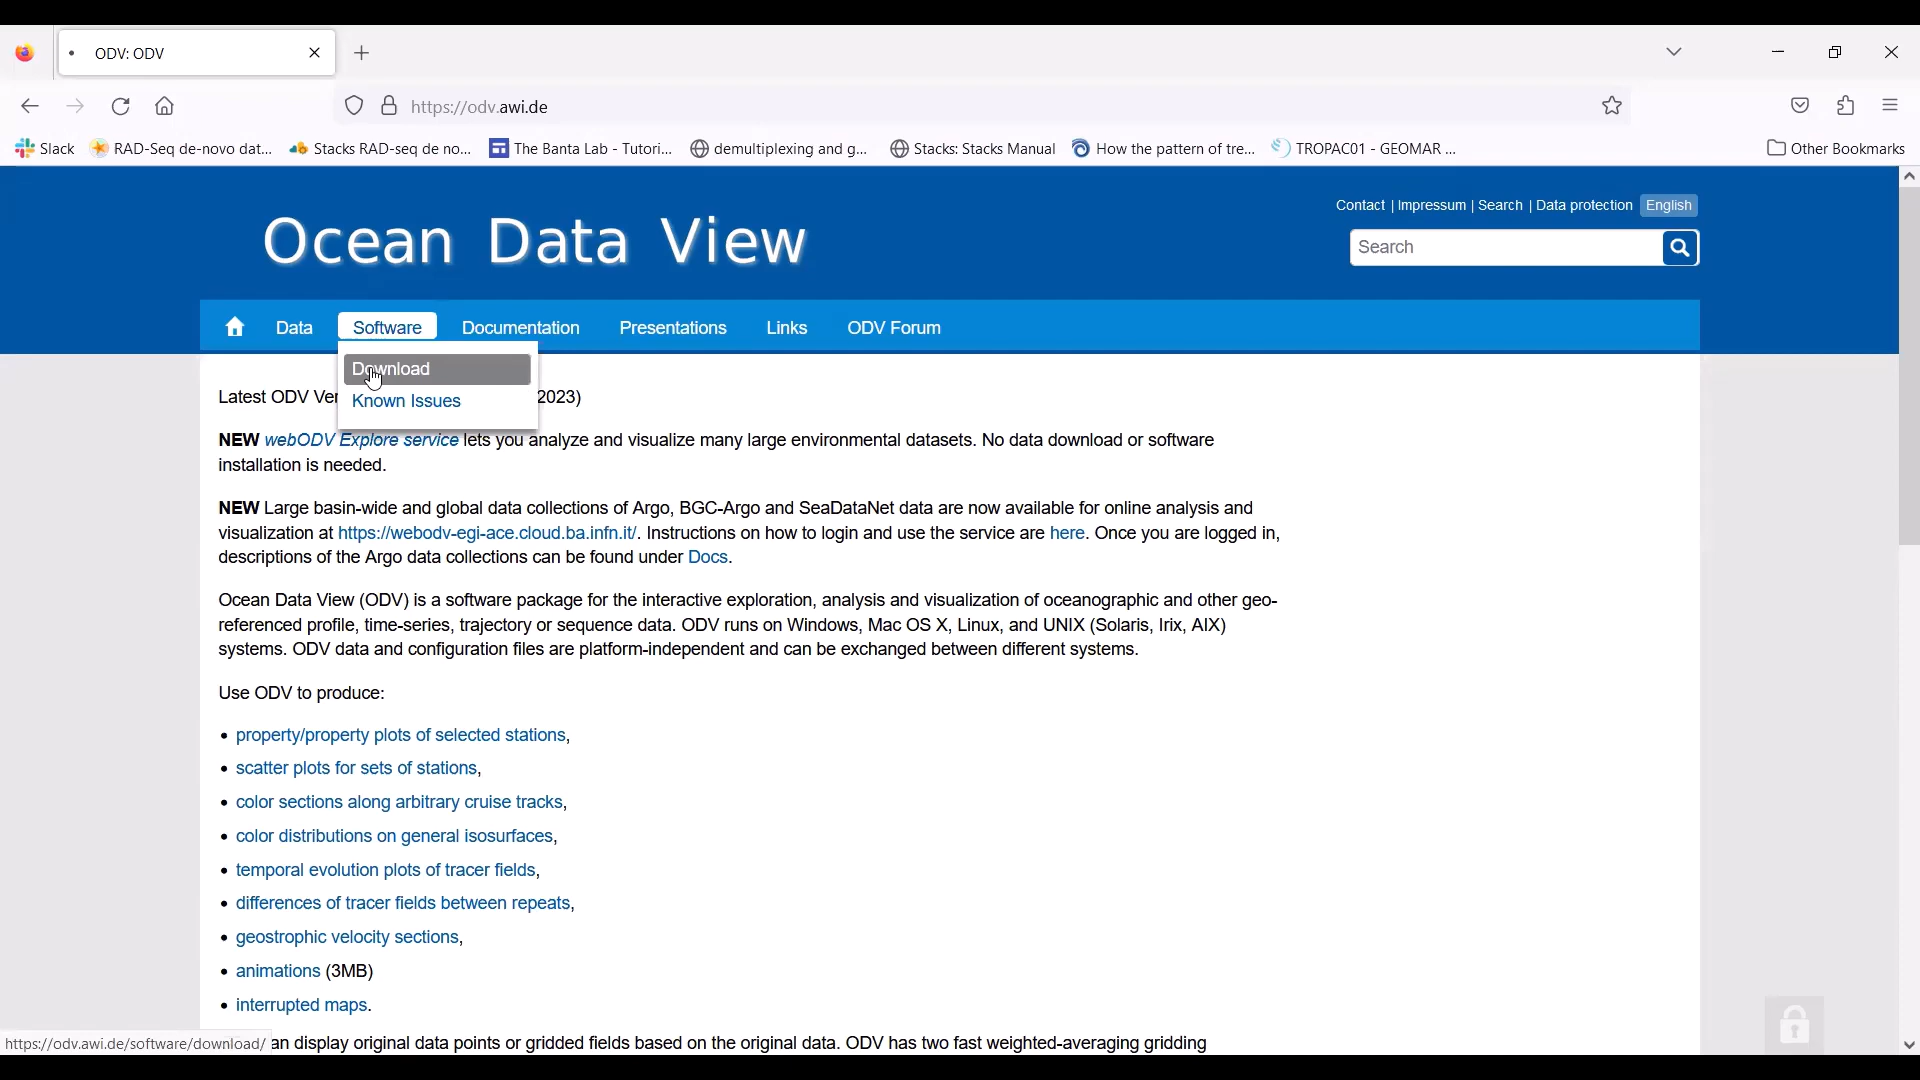 ODV: ODV
https://odv.awi.de
Slack
RAD-Seq de-novo dat...
Stacks RAD-seq de no...
The Banta Lab - Tutori...
demultiplexing and g...
Stacks: Stacks Manual
How the pattern of tre...
TROPAC01 - GEOMAR ...
Other Bookmarks
Contact | Impressum | Search | Data protection English
Ocean Data View
Search
Data Software Documentation Presentations Links ODV Forum
Download
Latest ODV Ver 2023)
Known Issues
NEW webODV Explore service lets you analyze and visualize many large environmental datasets. No data download or software
installation is needed.
NEW Large basin-wide and global data collections of Argo, BGC-Argo and SeaDataNet data are now available for online analysis and
visualization at https://webodv-egi-ace.cloud.ba.infn.it/. Instructions on how to login and use the service are here. Once you are logged in,
descriptions of the Argo data collections can be found under Docs.
Ocean Data View (ODV) is a software package for the interactive exploration, analysis and visualization of oceanographic and other geo-
referenced profile, time-series, trajectory or sequence data. ODV runs on Windows, Mac OS X, Linux, and UNIX (Solaris, Irix, AIX)
systems. ODV data and configuration files are platform-independent and can be exchanged between different systems.
Use ODV to produce:
• property/property plots of selected stations,
• scatter plots for sets of stations,
• color sections along arbitrary cruise tracks,
• color distributions on general isosurfaces,
• temporal evolution plots of tracer fields,
• differences of tracer fields between repeats,
• geostrophic velocity sections,
• animations (3MB)
• interrupted maps.
https://odv.awi.de/software/download/ an display original data points or gridded fields based on the original data. ODV has two fast weighted-averaging gridding